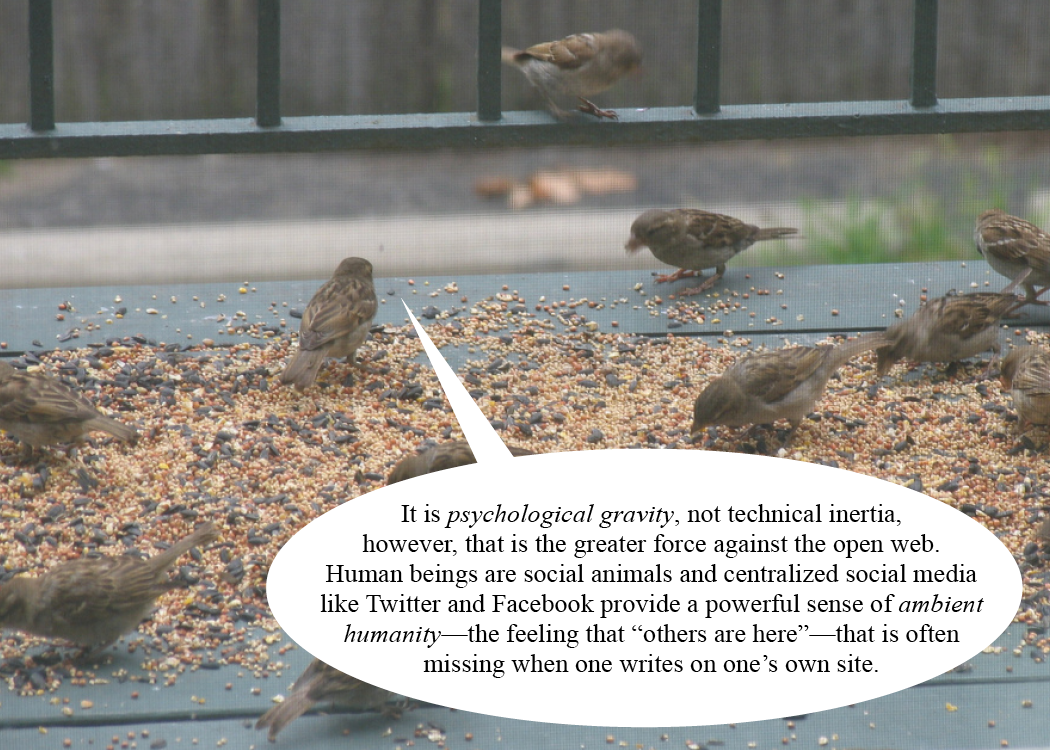 It is psychological gravity, not technical inertia,
however, that is the greater force against the open web.
Human beings are social animals and centralized social media
like Twitter and Facebook provide a powerful sense of ambient
humanity—the feeling that “others are here”—that is often
missing when one writes on one’s own site.